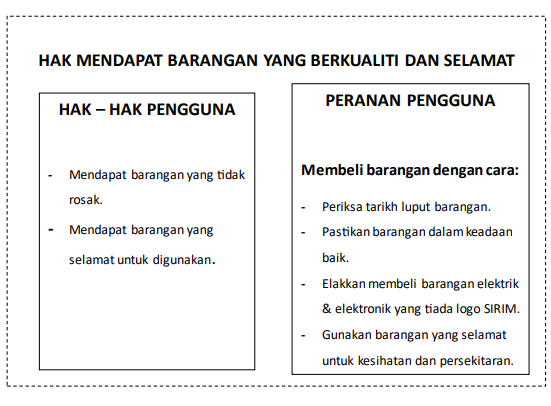 HAK MENDAPAT BARANGAN YANG BERKUALITI DAN SELAMAT
HAK – HAK PENGGUNA
- Mendapat barangan yang tidak
rosak.
- Mendapat barangan yang
selamat untuk digunakan.
PERANAN PENGGUNA
Membeli barangan dengan cara:
- Periksa tarikh luput barangan.
- Pastikan barangan dalam keadaan
baik.
- Elakkan membeli barangan elektrik
& elektronik yang tiada logo SIRIM.
- Gunakan barangan yang selamat
untuk kesihatan dan persekitaran.